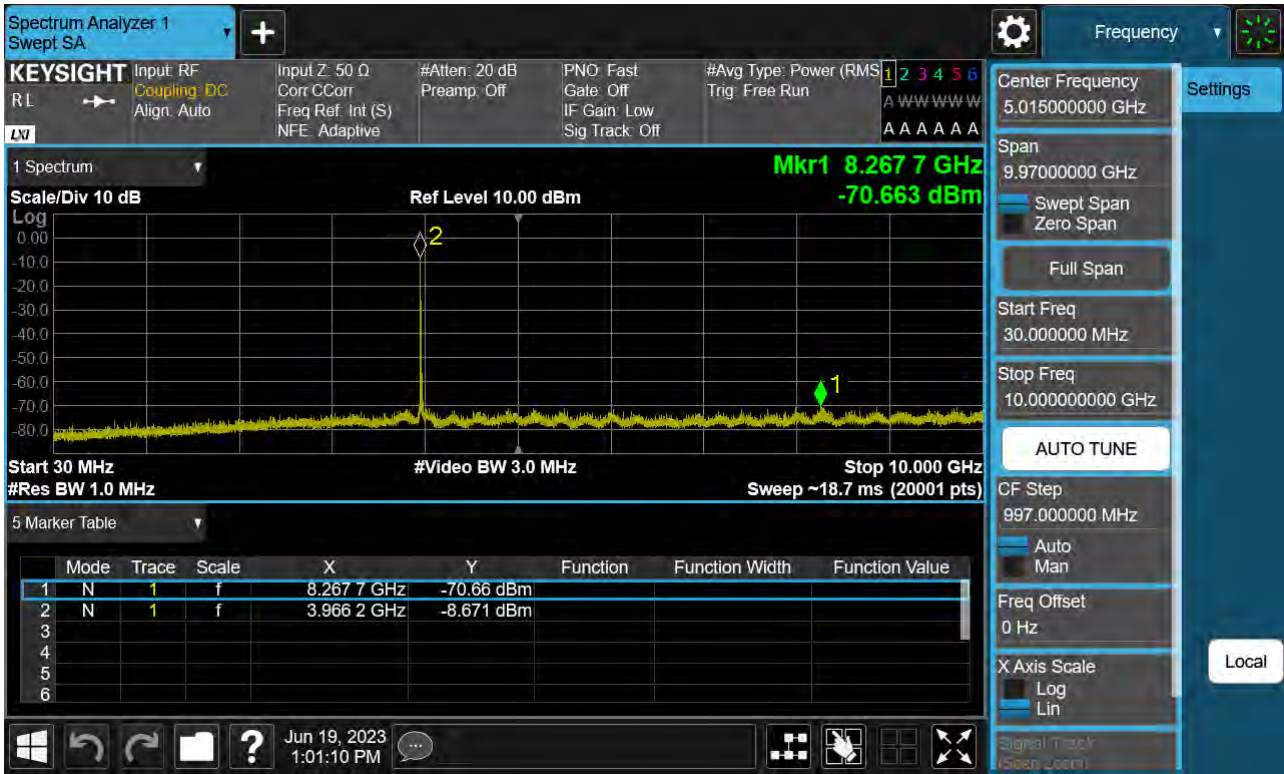 Spectrum Analyzer 1
Swept SA
Frequency
KEYSIGHT
RL
LXI
Input: RF
Coupling: DC
Align: Auto
Input Z: 50 Ω
Corr CCorr
Freq Ref: Int (S)
NFE: Adaptive
#Atten: 20 dB
Preamp: Off
PNO: Fast
Gate: Off
IF Gain: Low
Sig Track: Off
#Avg Type: Power (RMS
Trig: Free Run
1 2 3 4 5 6
A W W W W W
A A A A A A
1 Spectrum
Mkr1 8.267 7 GHz
-70.663 dBm
Scale/Div 10 dB
Ref Level 10.00 dBm
Log
0.00
-10.0
-20.0
-30.0
-40.0
-50.0
-60.0
-70.0
-80.0
2
1
Start 30 MHz
#Video BW 3.0 MHz
Stop 10.000 GHz
#Res BW 1.0 MHz
Sweep ~18.7 ms (20001 pts)
5 Marker Table
Mode Trace Scale X Y Function Function Width Function Value
1 N 1 f 8.267 7 GHz -70.66 dBm
2 N 1 f 3.966 2 GHz -8.671 dBm
3
4
5
6
Jun 19, 2023
1:01:10 PM
Center Frequency
5.015000000 GHz
Span
9.97000000 GHz
Swept Span
Zero Span
Full Span
Start Freq
30.000000 MHz
Stop Freq
10.000000000 GHz
AUTO TUNE
CF Step
997.000000 MHz
Auto
Man
Freq Offset
0 Hz
X Axis Scale
Log
Lin
Signal Track
(Span Zoom)
Settings
Local